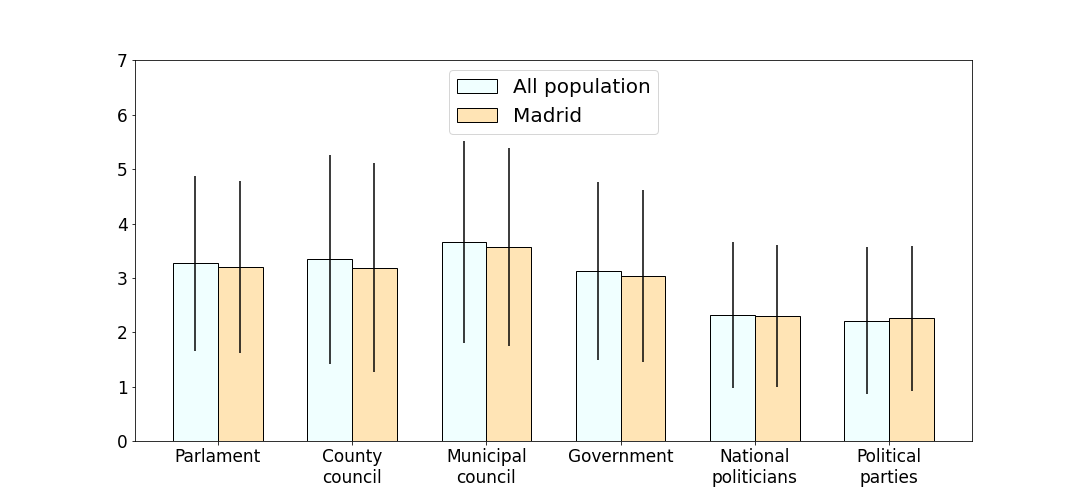 7
6
5
4
3
2
1
0
All population
Madrid
Parlament
County
council
Municipal
council
Government
National
politicians
Political
parties